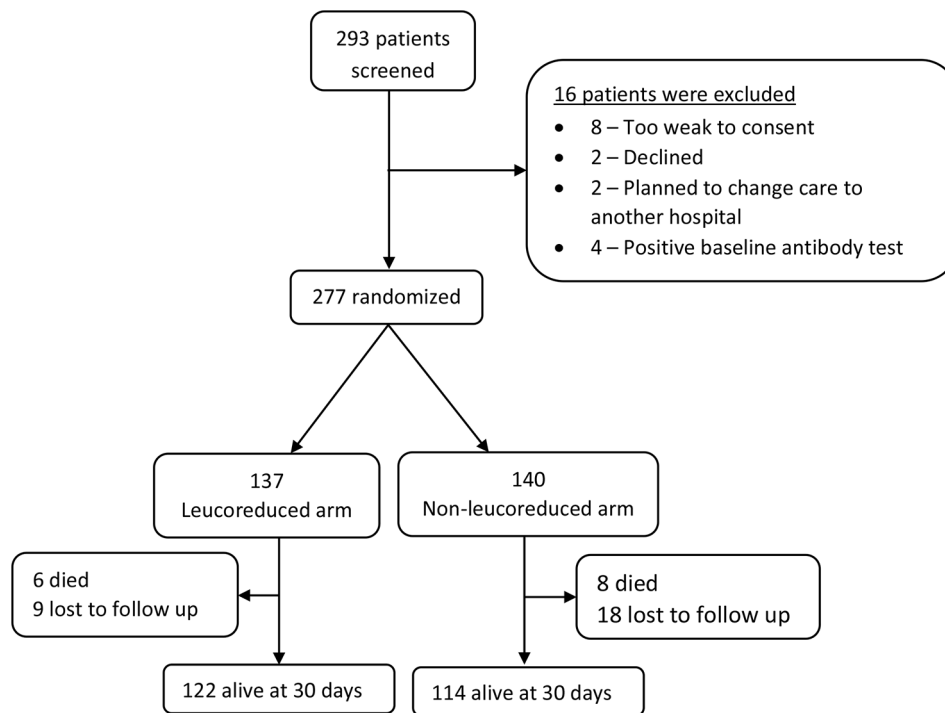 293 patients
screened
16 patients were excluded
• 8 – Too weak to consent
• 2 – Declined
• 2 – Planned to change care to
another hospital
• 4 – Positive baseline antibody test
277 randomized
137
Leucoreduced arm
140
Non-leucoreduced arm
6 died
9 lost to follow up
8 died
18 lost to follow up
122 alive at 30 days
114 alive at 30 days